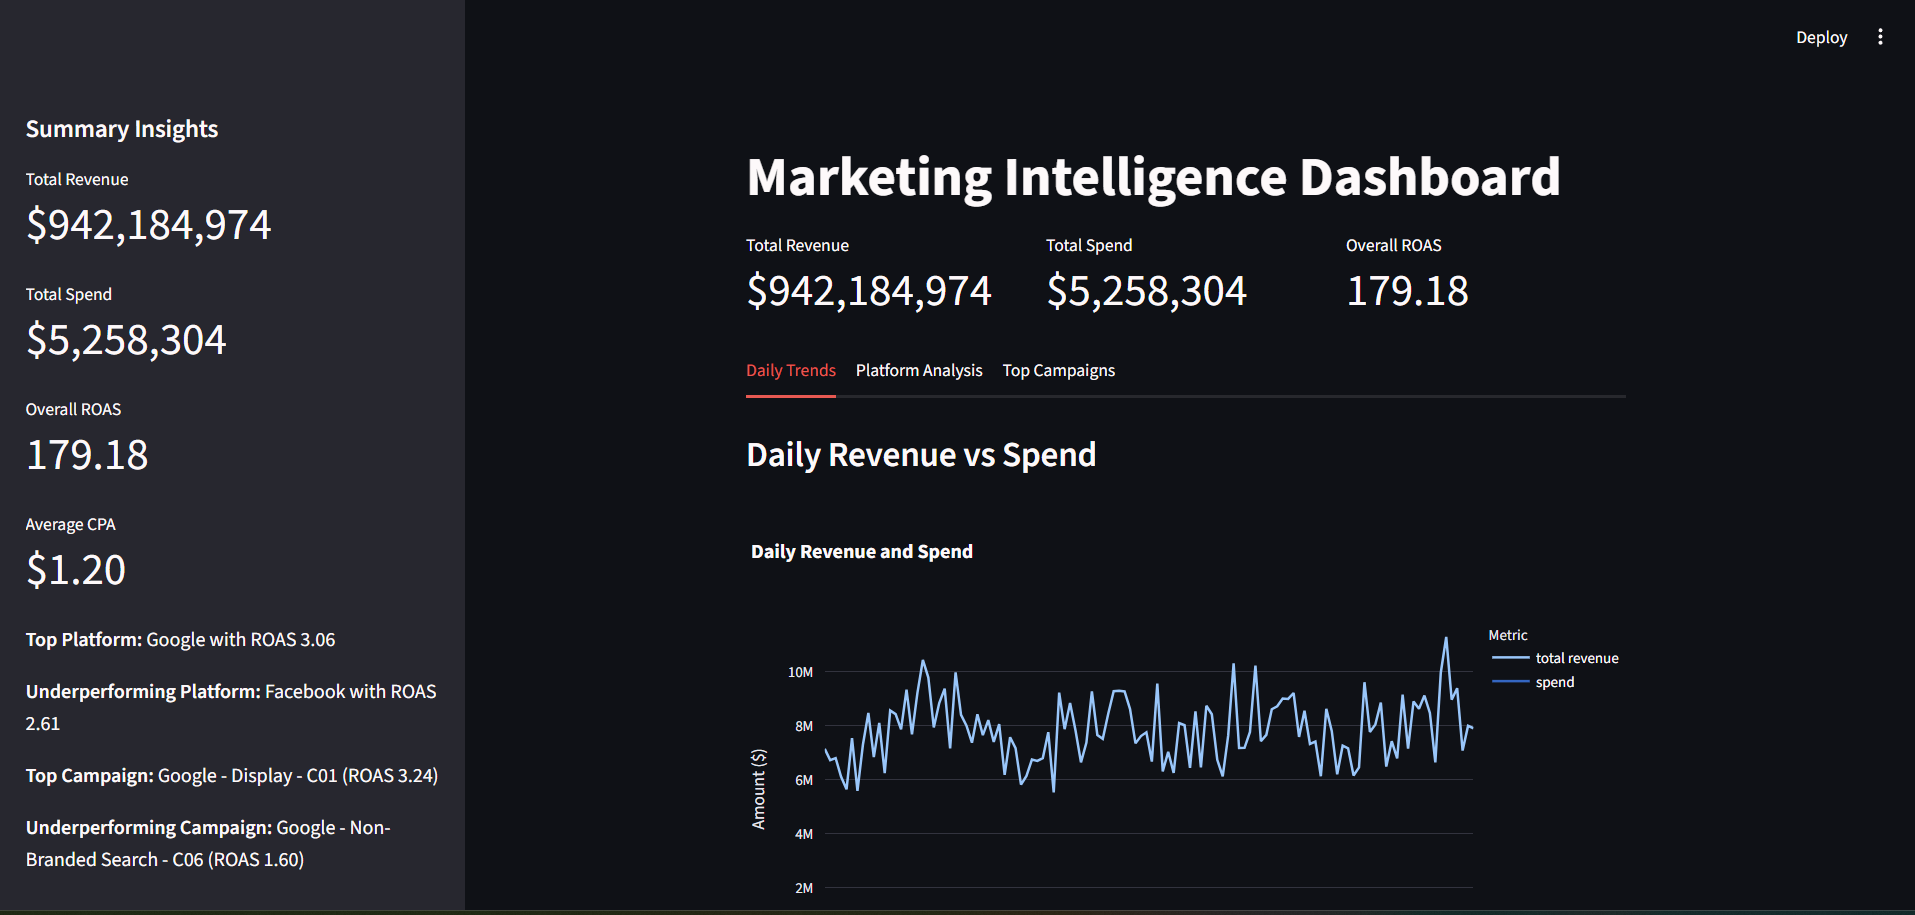 Deploy
Summary Insights
Total Revenue
$942,184,974
Total Spend
$5,258,304
Overall ROAS
179.18
Average CPA
$1.20
Top Platform: Google with ROAS 3.06
Underperforming Platform: Facebook with ROAS
2.61
Top Campaign: Google - Display - C01 (ROAS 3.24)
Underperforming Campaign: Google - Non-
Branded Search - C06 (ROAS 1.60)
Marketing Intelligence Dashboard
Total Revenue
$942,184,974
Total Spend
$5,258,304
Overall ROAS
179.18
Daily Trends
Platform Analysis
Top Campaigns
Daily Revenue vs Spend
Daily Revenue and Spend
Metric
total revenue
spend
Amount ($)
10M
8M
6M
4M
2M